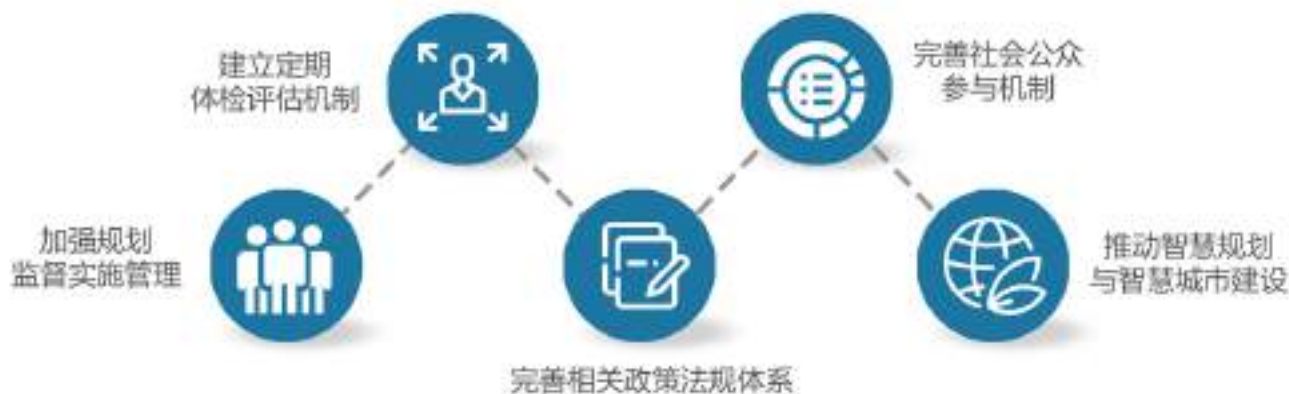 建立定期
体检评估机制
完善社会公众
参与机制
加强规划
监督实施管理
推动智慧规划
与智慧城市建设
完善相关政策法规体系